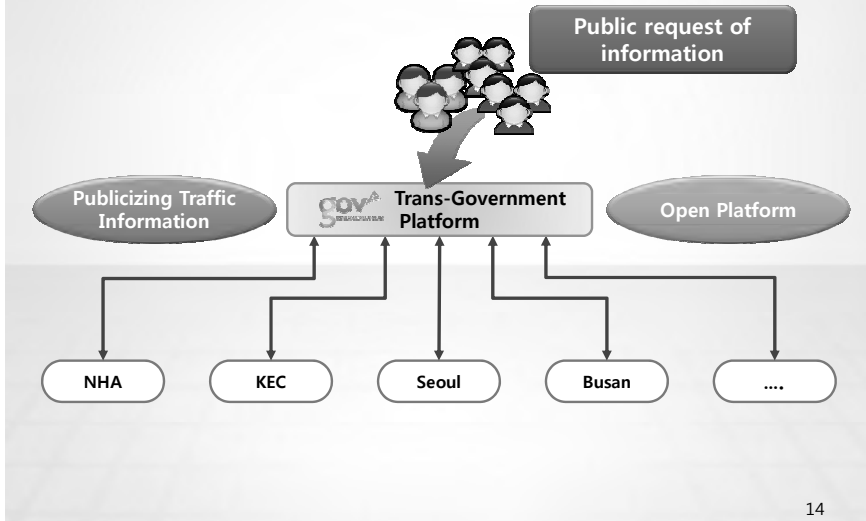 Public request of
information
Publicizing Traffic
Information
gov
Trans-Government
Platform
Open Platform
NHA
KEC
Seoul
Busan
....
14